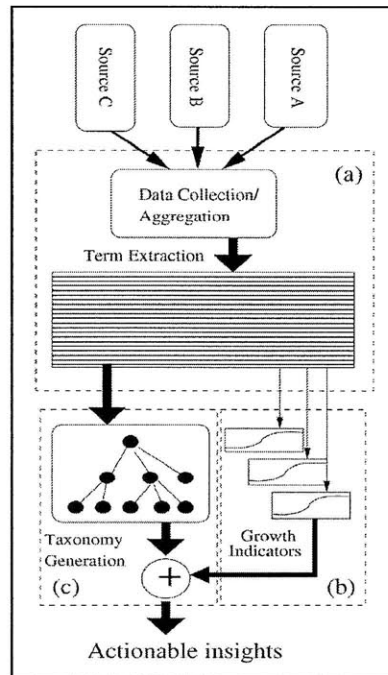 Source C
Source B
Source A
(a)
Data Collection/
Aggregation
Term Extraction
Taxonomy
Generation
(c)
+
Growth
Indicators
(b)
Actionable insights